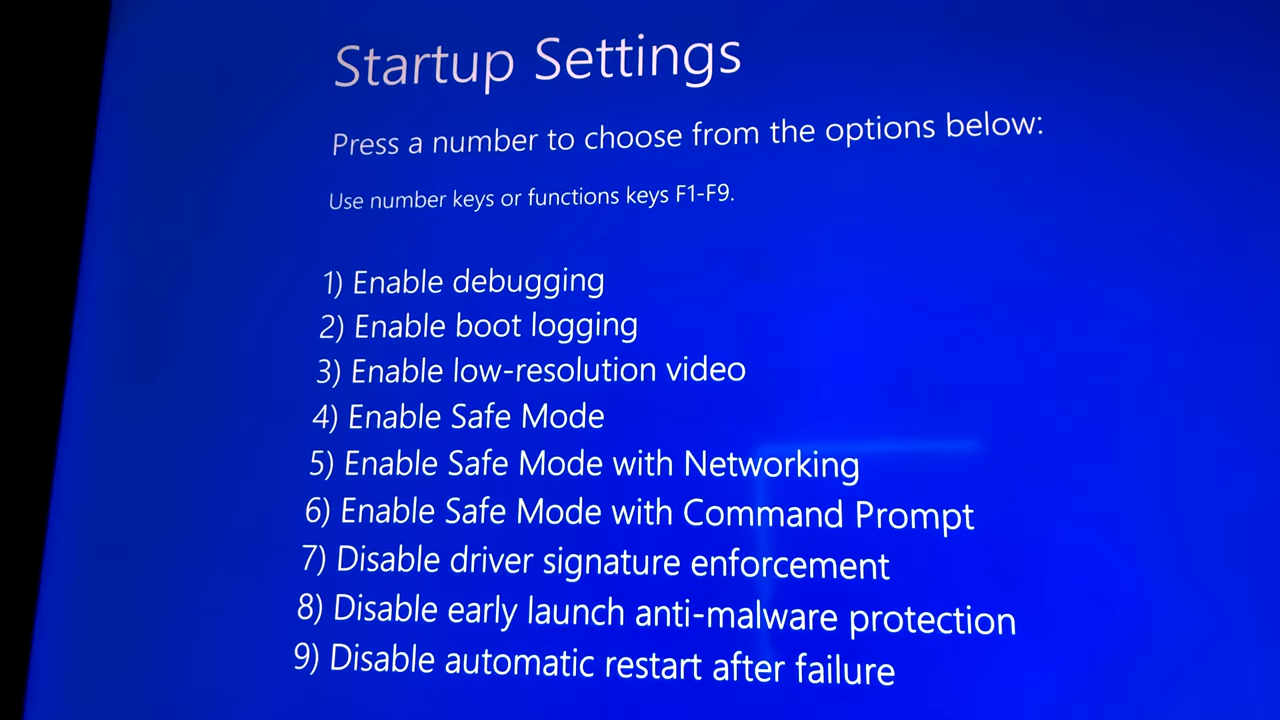 Startup Settings
Press a number to choose from the options below:
Use number keys or functions keys F1-F9.
1) Enable debugging
2) Enable boot logging
3) Enable low-resolution video
4) Enable Safe Mode
5) Enable Safe Mode with Networking
6) Enable Safe Mode with Command Prompt
7) Disable driver signature enforcement
8) Disable early launch anti-malware protection
9) Disable automatic restart after failure